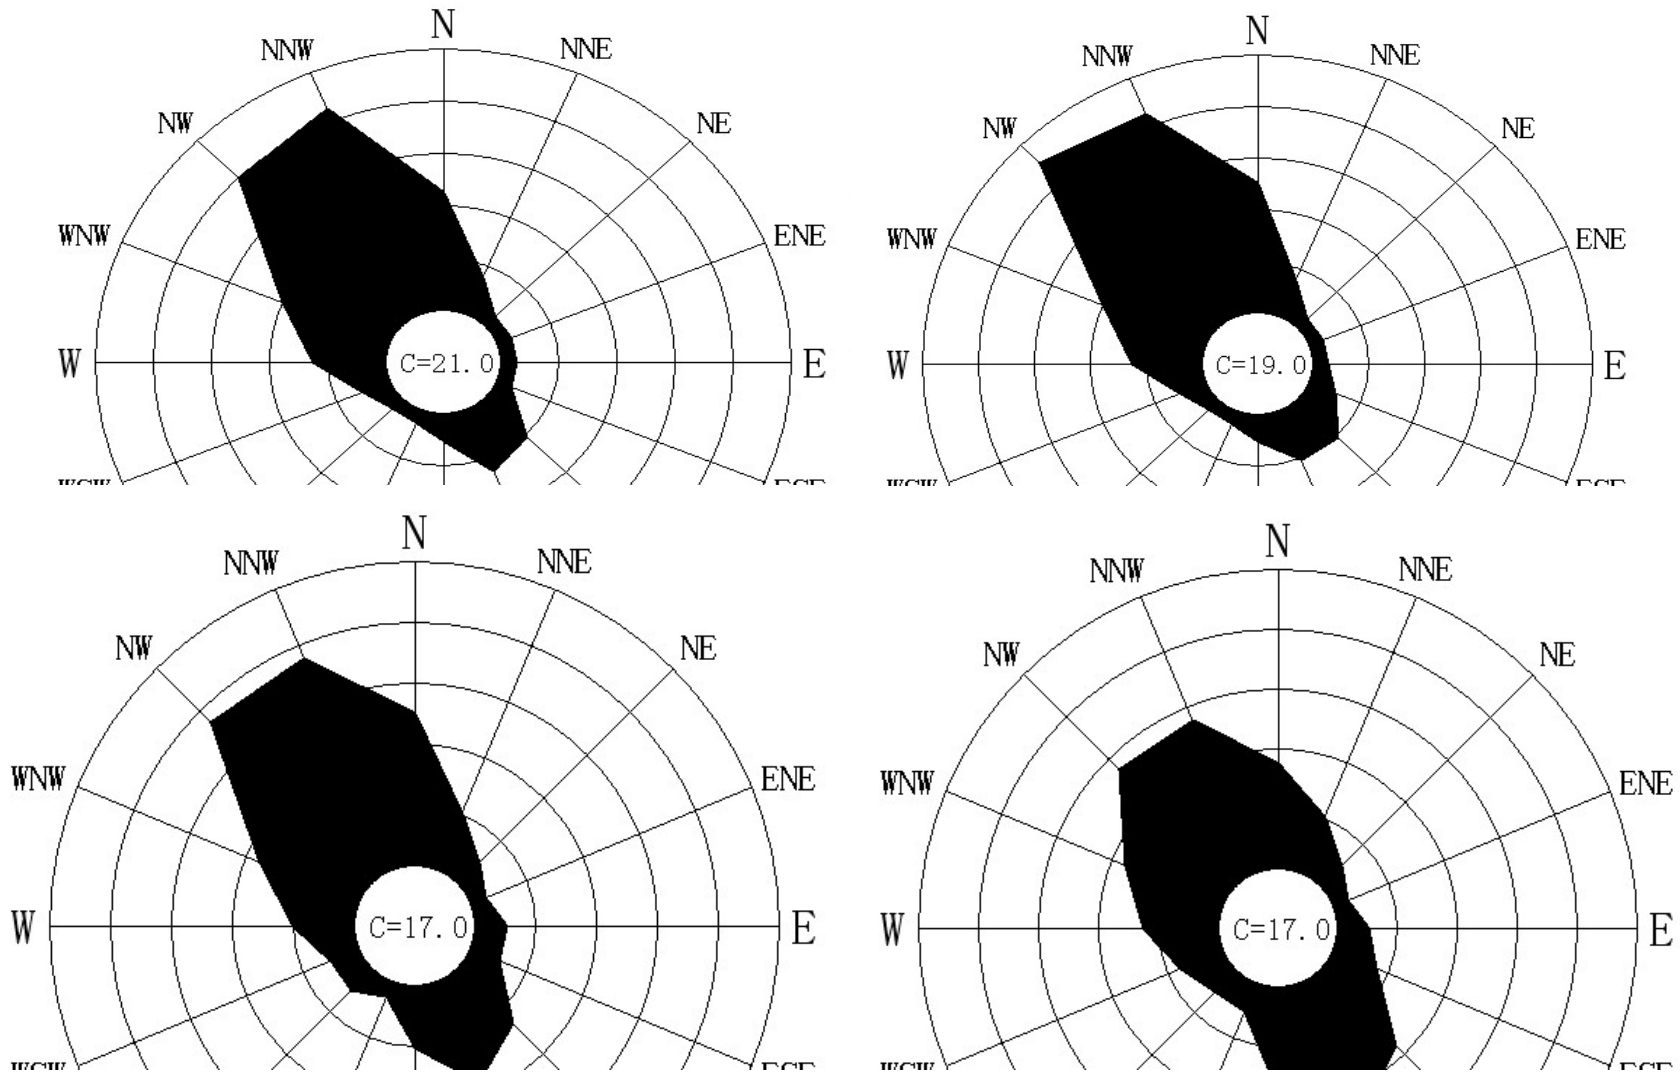 N
NNW NNE
NW NE
WNW ENE
W C=21.0 E
N
NNW NNE
NW NE
WNW ENE
W C=19.0 E
N
NNW NNE
NW NE
WNW ENE
W C=17.0 E
N
NNW NNE
NW NE
WNW ENE
W C=17.0 E